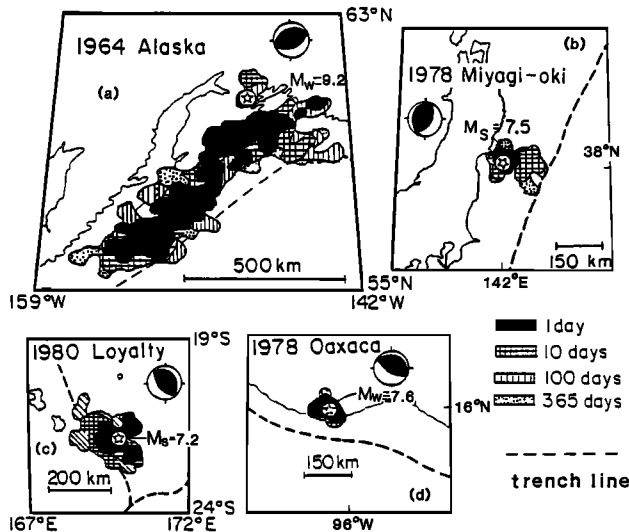 63°N
1964 Alaska
(a)
Mw=9.2
500 km
159°W
55°N
142°W
(b)
1978 Miyagi-oki
Ms=7.5
38°N
150 km
142°E
19°S
1980 Loyalty
(c)
Ms=7.2
200 km
24°S
167°E
172°E
1978 Oaxaca
Mw=7.6
16°N
150 km
(d)
96°W
1 day
10 days
100 days
365 days
trench line